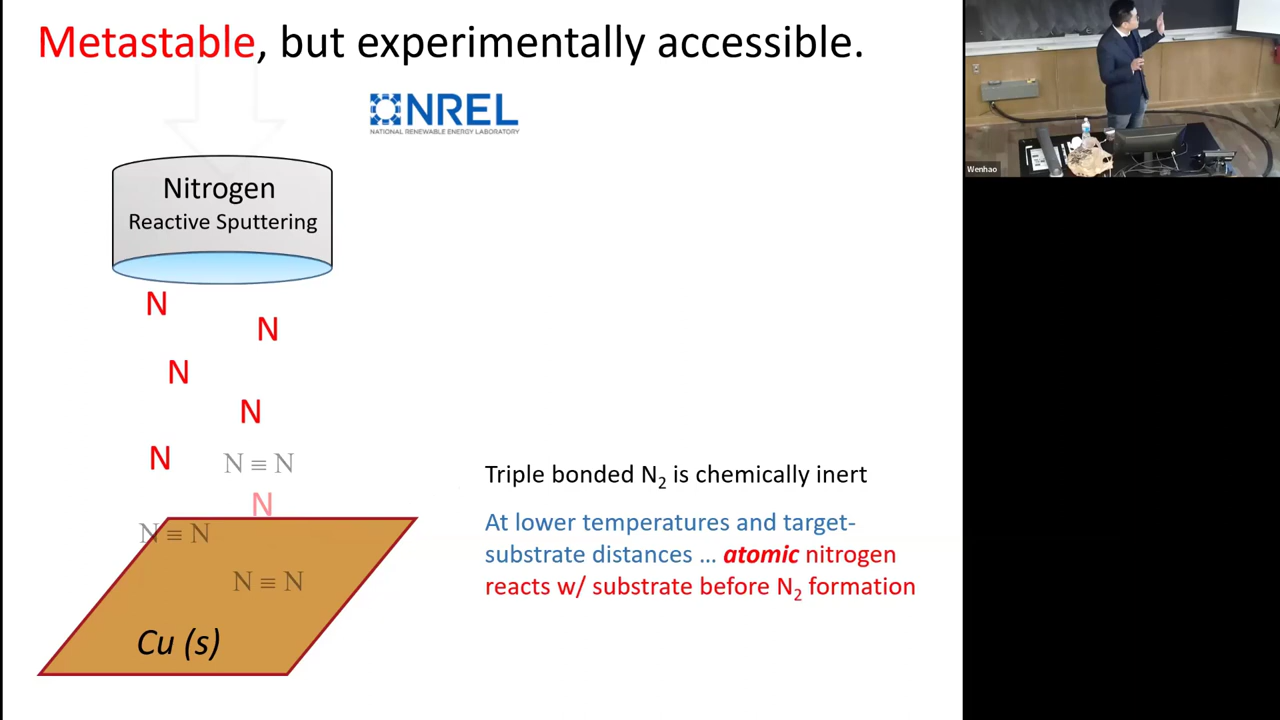 Metastable, but experimentally accessible.
NREL
NATIONAL RENEWABLE ENERGY LABORATORY
Nitrogen
Reactive Sputtering
N
N
N
N
N
N ≡ N
N
N ≡ N
N ≡ N
Cu (s)
Triple bonded N₂ is chemically inert
At lower temperatures and target-
substrate distances ... atomic nitrogen
reacts w/ substrate before N₂ formation
Wenhao